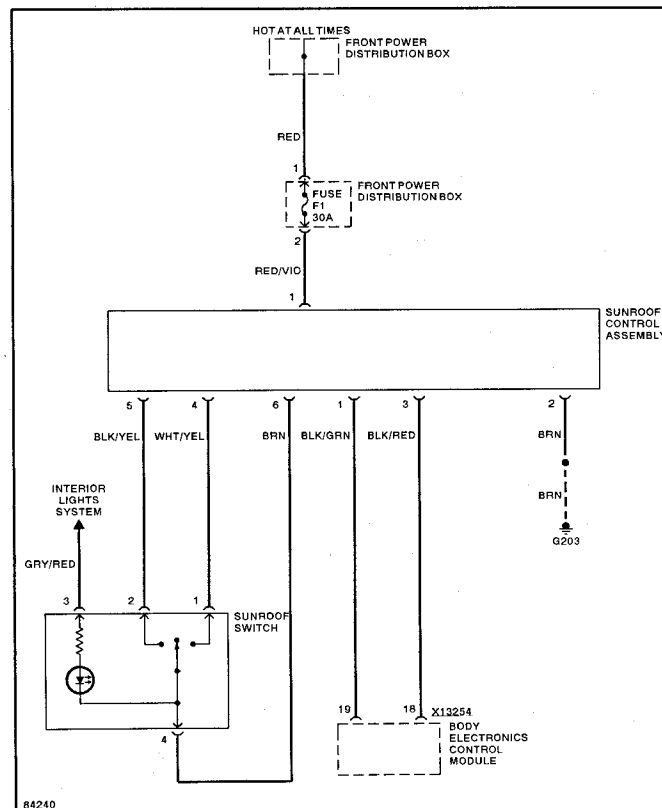 HOT AT ALL TIMES
FRONT POWER
DISTRIBUTION BOX
RED
1
FUSE
F1
30A
FRONT POWER
DISTRIBUTION BOX
2
RED/VIO
1
SUNROOF
CONTROL
ASSEMBLY
5 4 6 1 3 2
BLK/YEL WHT/YEL BRN BLK/GRN BLK/RED BRN
INTERIOR
LIGHTS
SYSTEM
BRN
G203
GRY/RED
3 2 1
SUNROOF
SWITCH
4
19 18 X13254
BODY
ELECTRONICS
CONTROL
MODULE
84240